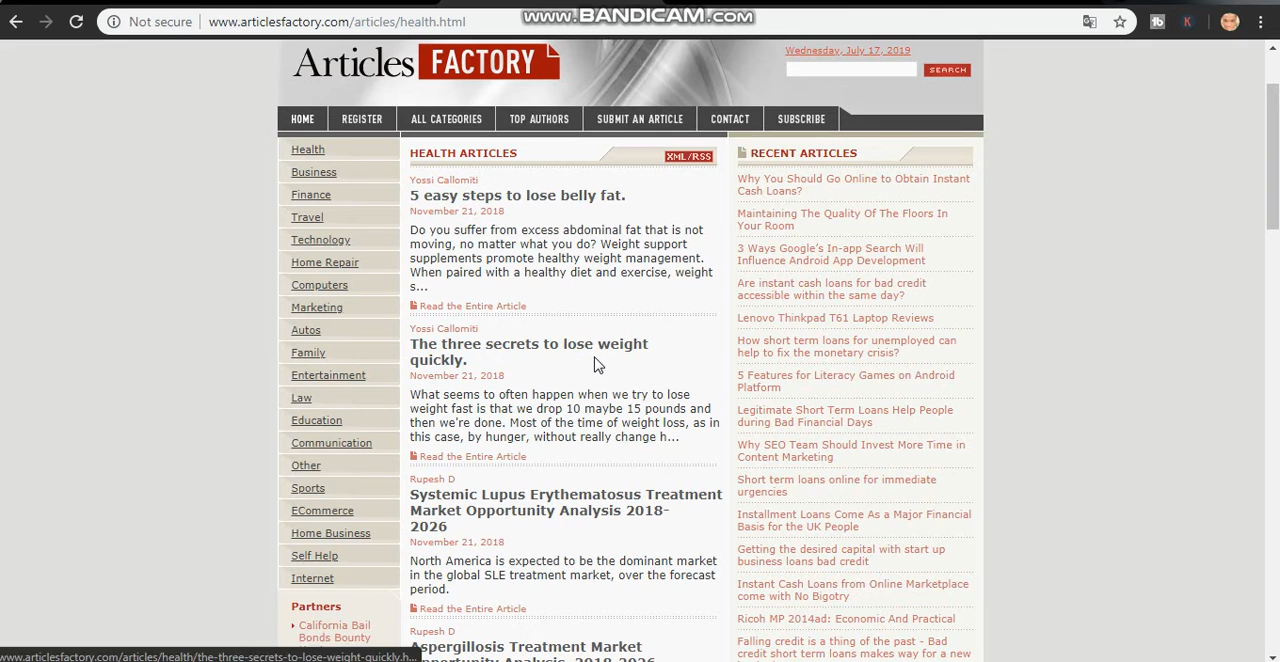 Not secure
www.articlesfactory.com/articles/health.html
WWW.BANDICAM.COM
Articles FACTORY
Wednesday, July 17, 2019
SEARCH
HOME
REGISTER
ALL CATEGORIES
TOP AUTHORS
SUBMIT AN ARTICLE
CONTACT
SUBSCRIBE
Health
Business
Finance
Travel
Technology
Home Repair
Computers
Marketing
Autos
Family
Entertainment
Law
Education
Communication
Other
Sports
ECommerce
Home Business
Self Help
Internet
Partners
California Bail
Bonds Bounty
HEALTH ARTICLES
XML/RSS
Yossi Callomiti
5 easy steps to lose belly fat.
November 21, 2018
Do you suffer from excess abdominal fat that is not
moving, no matter what you do? Weight support
supplements promote healthy weight management.
When paired with a healthy diet and exercise, weight
s...
Read the Entire Article
Yossi Callomiti
The three secrets to lose weight
quickly.
November 21, 2018
What seems to often happen when we try to lose
weight fast is that we drop 10 maybe 15 pounds and
then we're done. Most of the time of weight loss, as in
this case, by hunger, without really change h...
Read the Entire Article
Rupesh D
Systemic Lupus Erythematosus Treatment
Market Opportunity Analysis 2018-
2026
November 21, 2018
North America is expected to be the dominant market
in the global SLE treatment market, over the forecast
period.
Read the Entire Article
Rupesh D
Aspergillosis Treatment Market
Opportunity Analysis, 2018-2026
RECENT ARTICLES
Why You Should Go Online to Obtain Instant
Cash Loans?
Maintaining The Quality Of The Floors In
Your Room
3 Ways Google's In-app Search Will
Influence Android App Development
Are instant cash loans for bad credit
accessible within the same day?
Lenovo Thinkpad T61 Laptop Reviews
How short term loans for unemployed can
help to fix the monetary crisis?
5 Features for Literacy Games on Android
Platform
Legitimate Short Term Loans Help People
during Bad Financial Days
Why SEO Team Should Invest More Time in
Content Marketing
Short term loans online for immediate
urgencies
Installment Loans Come As a Major Financial
Basis for the UK People
Getting the desired capital with start up
business loans bad credit
Instant Cash Loans from Online Marketplace
come with No Bigotry
Ricoh MP 2014ad: Economic And Practical
Falling credit is a thing of the past - Bad
credit short term loans makes way for a new
www.articlesfactory.com/articles/health/the-three-secrets-to-lose-weight-quickly.h...